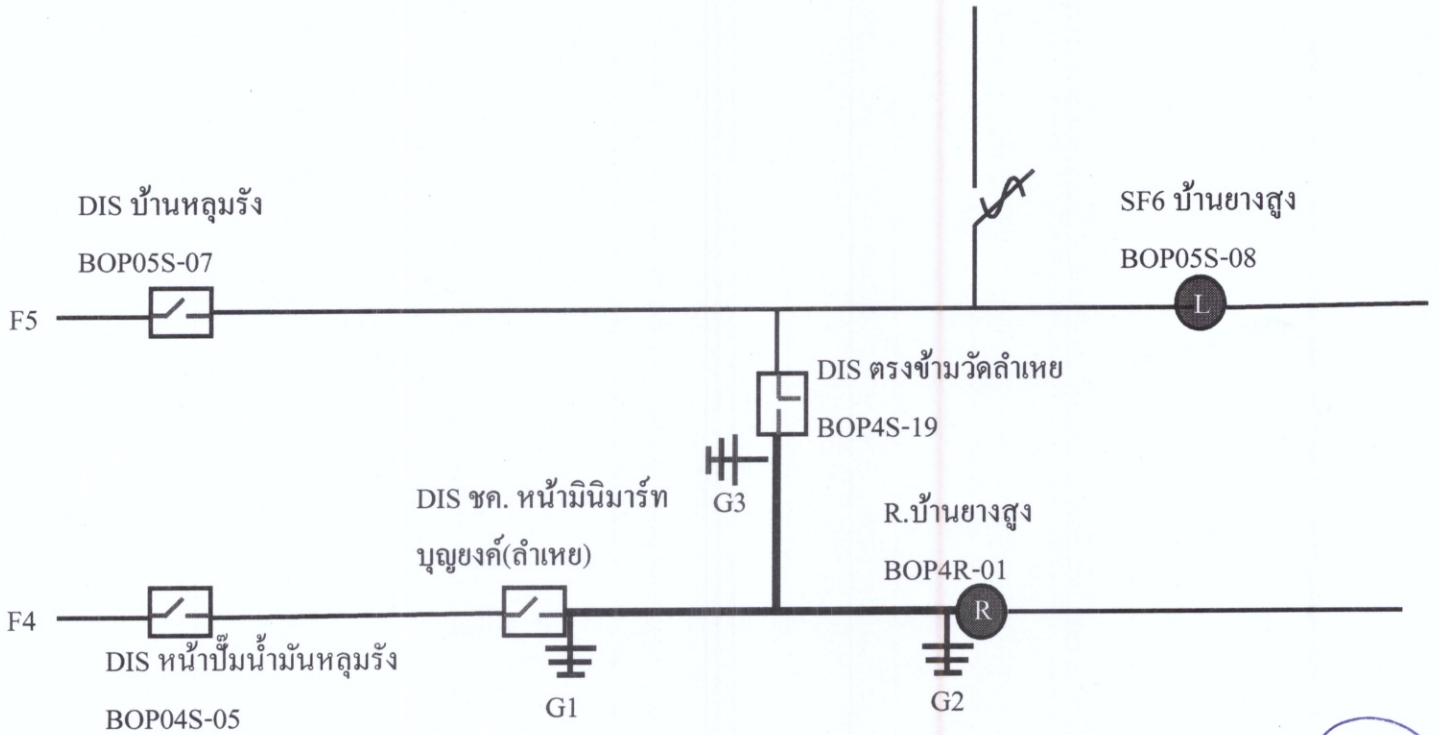 DIS บ้านหลุมรัง
BOP05S-07
SF6 บ้านยางสูง
BOP05S-08
F5
L
DIS ตรงข้ามวัดลำเหย
BOP4S-19
G3
DIS ชค. หน้ามินิมาร์ท
บุญยงค์(ลำเหย)
R.บ้านยางสูง
BOP4R-01
F4
R
DIS หน้าปั๊มน้ำมันหลุมรัง
BOP04S-05
G1
G2